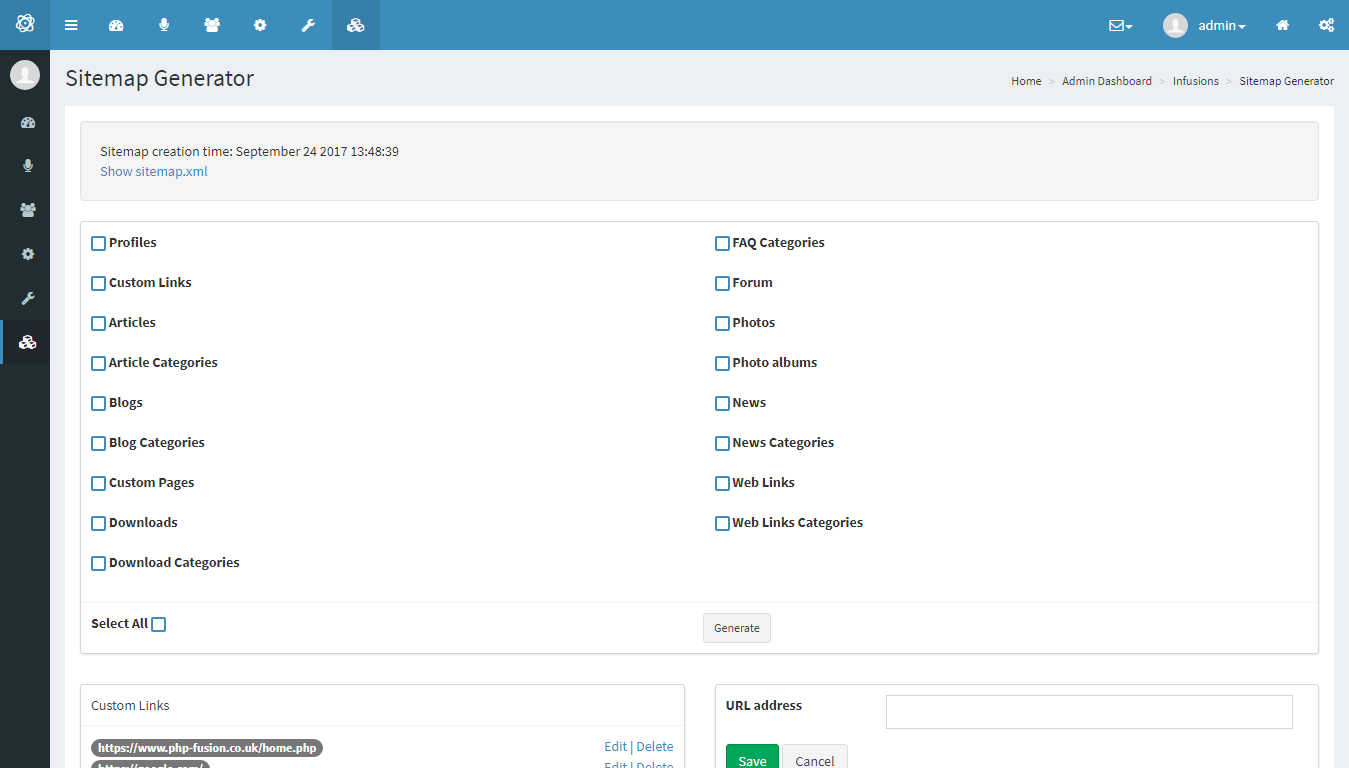 admin
Sitemap Generator
Home > Admin Dashboard > Infusions > Sitemap Generator
Sitemap creation time: September 24 2017 13:48:39
Show sitemap.xml
Profiles
Custom Links
Articles
Article Categories
Blogs
Blog Categories
Custom Pages
Downloads
Download Categories
FAQ Categories
Forum
Photos
Photo albums
News
News Categories
Web Links
Web Links Categories
Select All
Generate
Custom Links
https://www.php-fusion.co.uk/home.php Edit | Delete
https://google.com/ Edit | Delete
URL address
Save Cancel